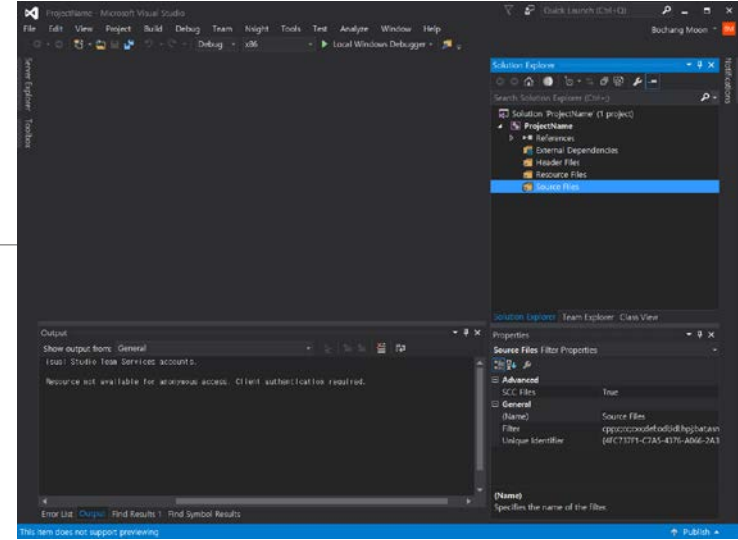 ProjectName - Microsoft Visual Studio
Quick Launch (Ctrl+Q)
File Edit View Project Build Debug Team Nsight Tools Test Analyze Window Help
Bochang Moon
BM
Debug x86 Local Windows Debugger
Server Explorer
Toolbox
Solution Explorer
Notifications
Search Solution Explorer (Ctrl+;)
Solution 'ProjectName' (1 project)
ProjectName
References
External Dependencies
Header Files
Resource Files
Source Files
Solution Explorer Team Explorer Class View
Output
Show output from: General
Studio Team Services accounts.
Resource not available for anonymous access. Client authentication required.
Error List Output Find Results 1 Find Symbol Results
Properties
Source Files Filter Properties
Advanced
SCC Files True
General
(Name) Source Files
Filter
Unique Identifier
(Name)
Specifies the name of the filter.
This item does not support previewing
Publish